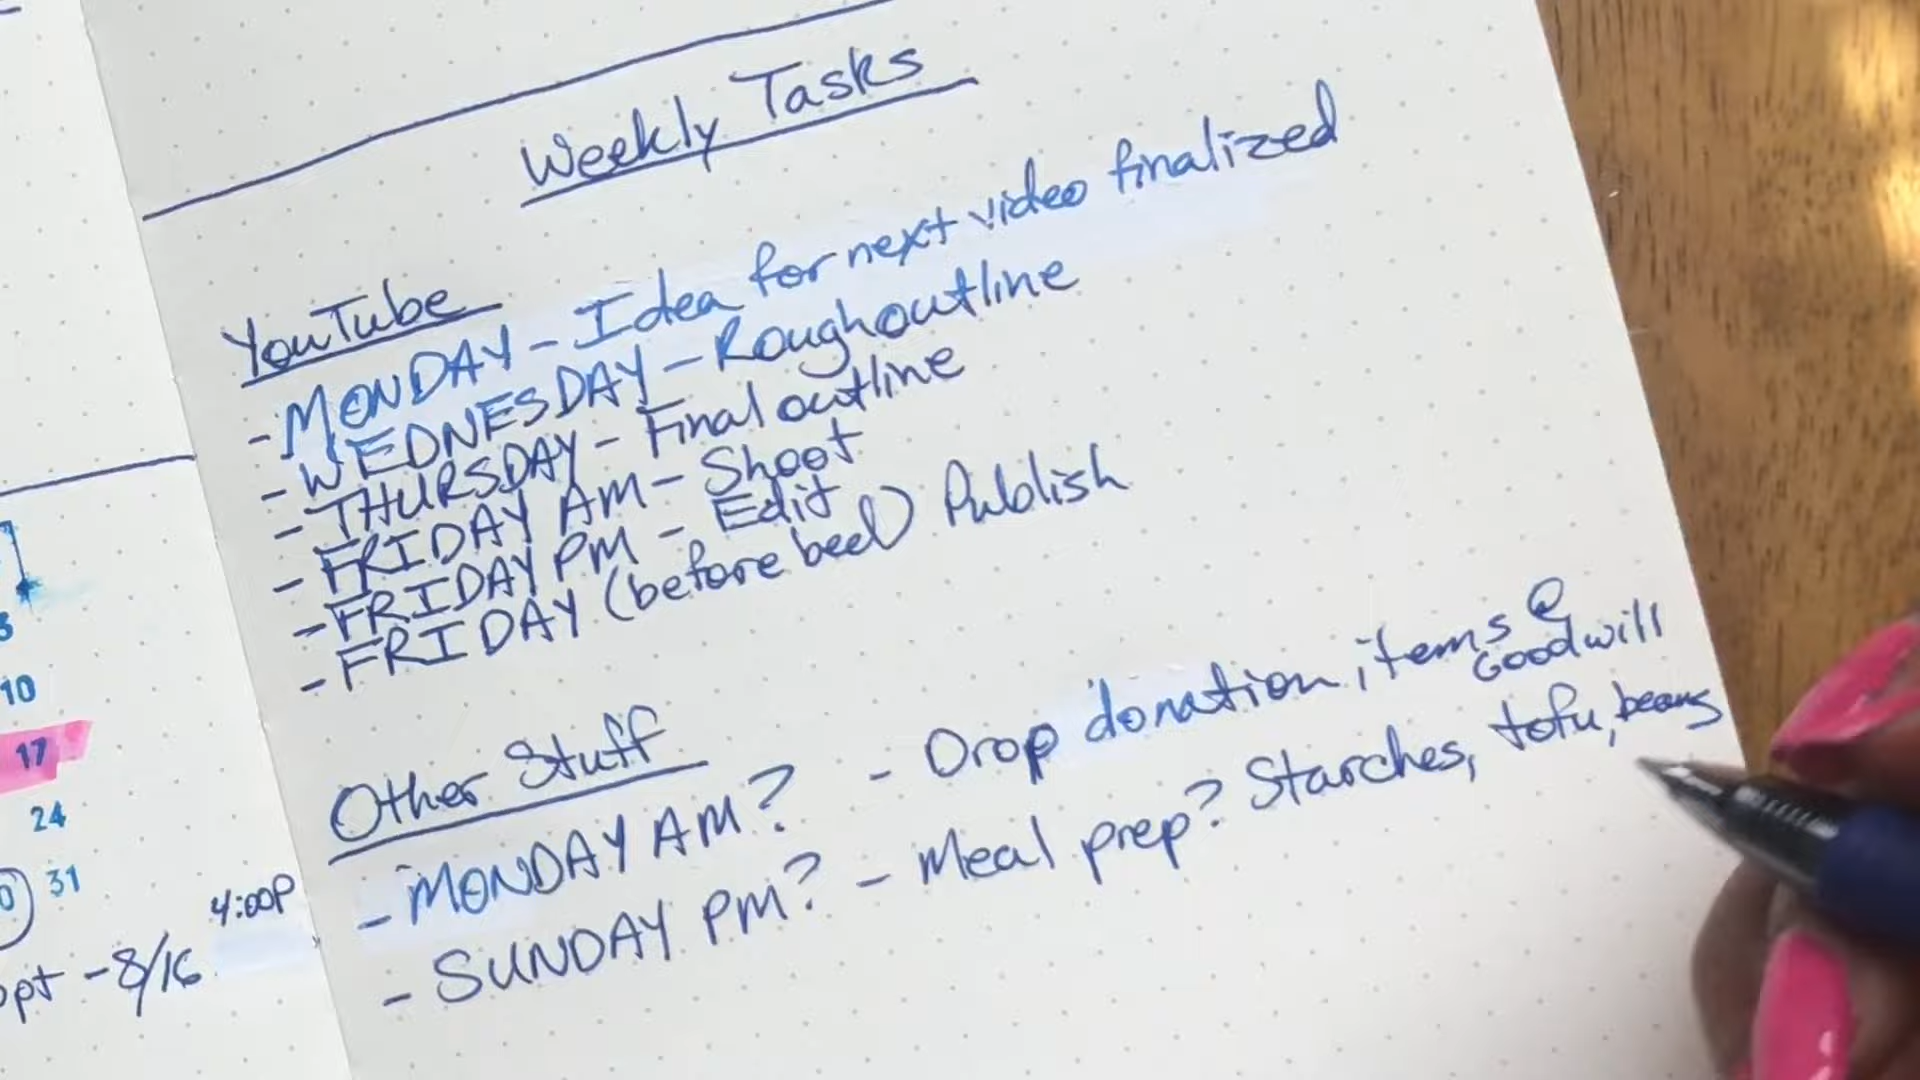 Weekly Tasks
YouTube
- MONDAY - Idea for next video finalized
- WEDNESDAY - Rough outline
- THURSDAY - Final outline
- FRIDAY AM - Shoot
- FRIDAY PM - Edit
- FRIDAY (before bed) Publish
Other Stuff
- MONDAY AM? - Drop donation items @
Goodwill
- SUNDAY PM? - Meal prep? Starches, tofu, beans
10
17
24
31
4:00P
- 8/16